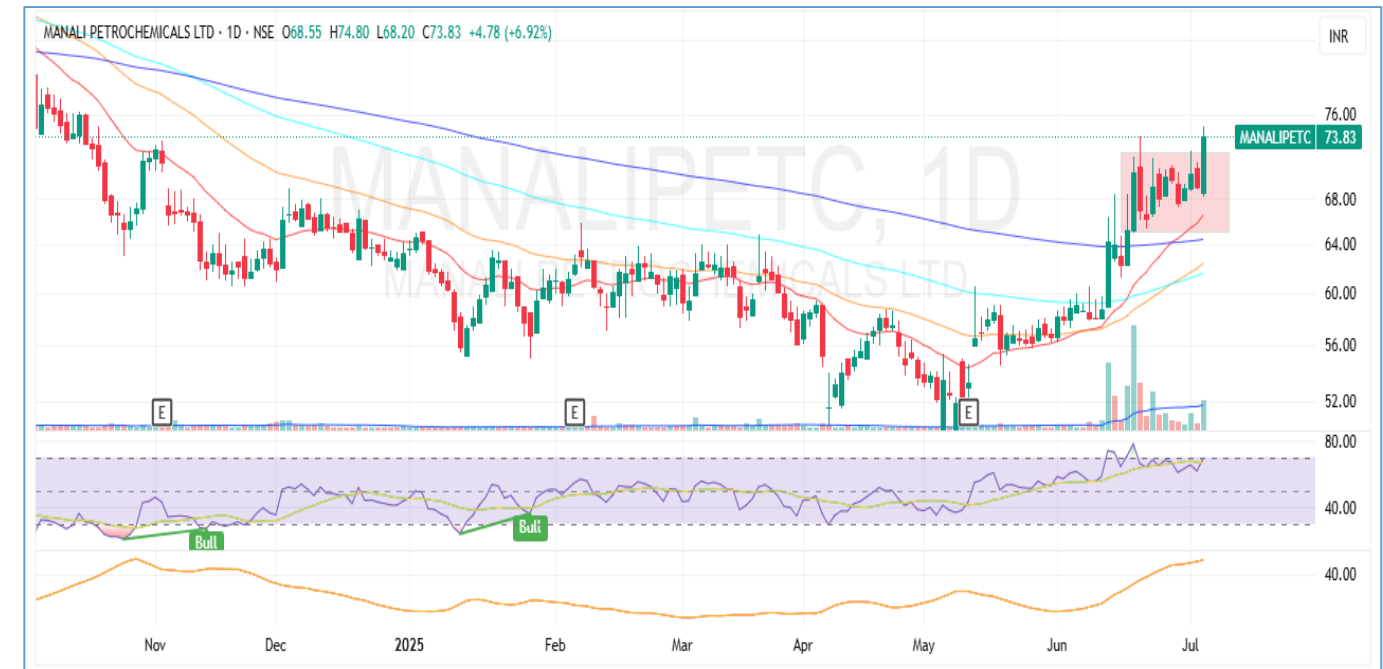 MANALI PETROCHEMICALS LTD · 1D · NSE O68.55 H74.80 L68.20 C73.83 +4.78 (+6.92%)
INR
MANALIPETC, 1D
MANALI PETROCHEMICALS LTD
76.00
MANALIPETC 73.83
68.00
64.00
60.00
56.00
52.00
E E E
80.00
40.00
Bull Bull
40.00
Nov Dec 2025 Feb Mar Apr May Jun Jul